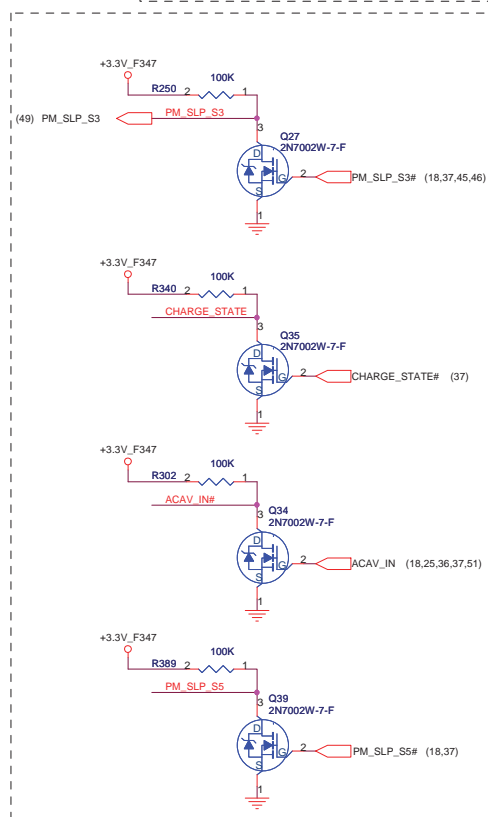 +3.3V_F347
R250 2 100K 1
(49) PM_SLP_S3 PM_SLP_S3
3 Q27
2N7002W-7-F
D
G 2 PM_SLP_S3# (18,37,45,46)
S
1
+3.3V_F347
R340 2 100K 1
CHARGE_STATE
3 Q35
2N7002W-7-F
D
G 2 CHARGE_STATE# (37)
S
1
+3.3V_F347
R302 2 100K 1
ACAV_IN#
3 Q34
2N7002W-7-F
D
G 2 ACAV_IN (18,25,36,37,51)
S
1
+3.3V_F347
R389 2 100K 1
PM_SLP_S5
3 Q39
2N7002W-7-F
D
G 2 PM_SLP_S5# (18,37)
S
1